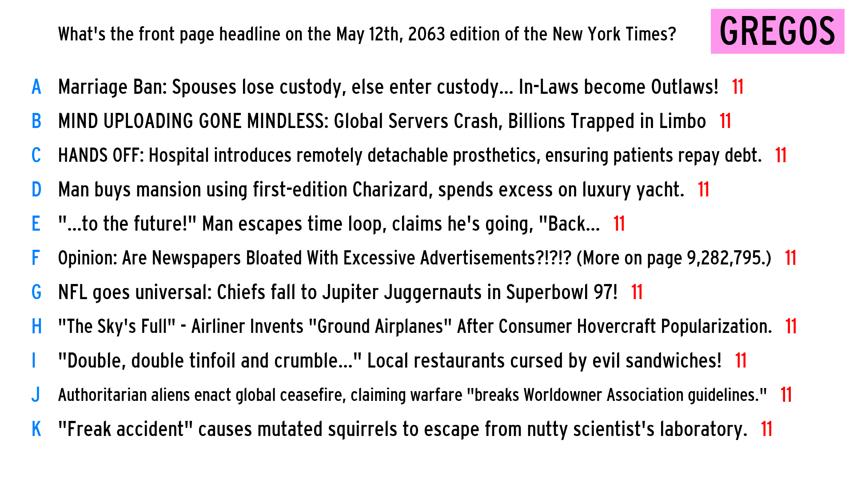 What's the front page headline on the May 12th, 2063 edition of the New York Times?
GREGOS
A Marriage Ban: Spouses lose custody, else enter custody... In-Laws become Outlaws! 11
B MIND UPLOADING GONE MINDLESS: Global Servers Crash, Billions Trapped in Limbo 11
C HANDS OFF: Hospital introduces remotely detachable prosthetics, ensuring patients repay debt. 11
D Man buys mansion using first-edition Charizard, spends excess on luxury yacht. 11
E "...to the future!" Man escapes time loop, claims he's going, "Back... 11
F Opinion: Are Newspapers Bloated With Excessive Advertisements?!?!? (More on page 9,282,795.) 11
G NFL goes universal: Chiefs fall to Jupiter Juggernauts in Superbowl 97! 11
H "The Sky's Full" - Airliner Invents "Ground Airplanes" After Consumer Hovercraft Popularization. 11
I "Double, double tinfoil and crumble..." Local restaurants cursed by evil sandwiches! 11
J Authoritarian aliens enact global ceasefire, claiming warfare "breaks Worldowner Association guidelines." 11
K "Freak accident" causes mutated squirrels to escape from nutty scientist's laboratory. 11